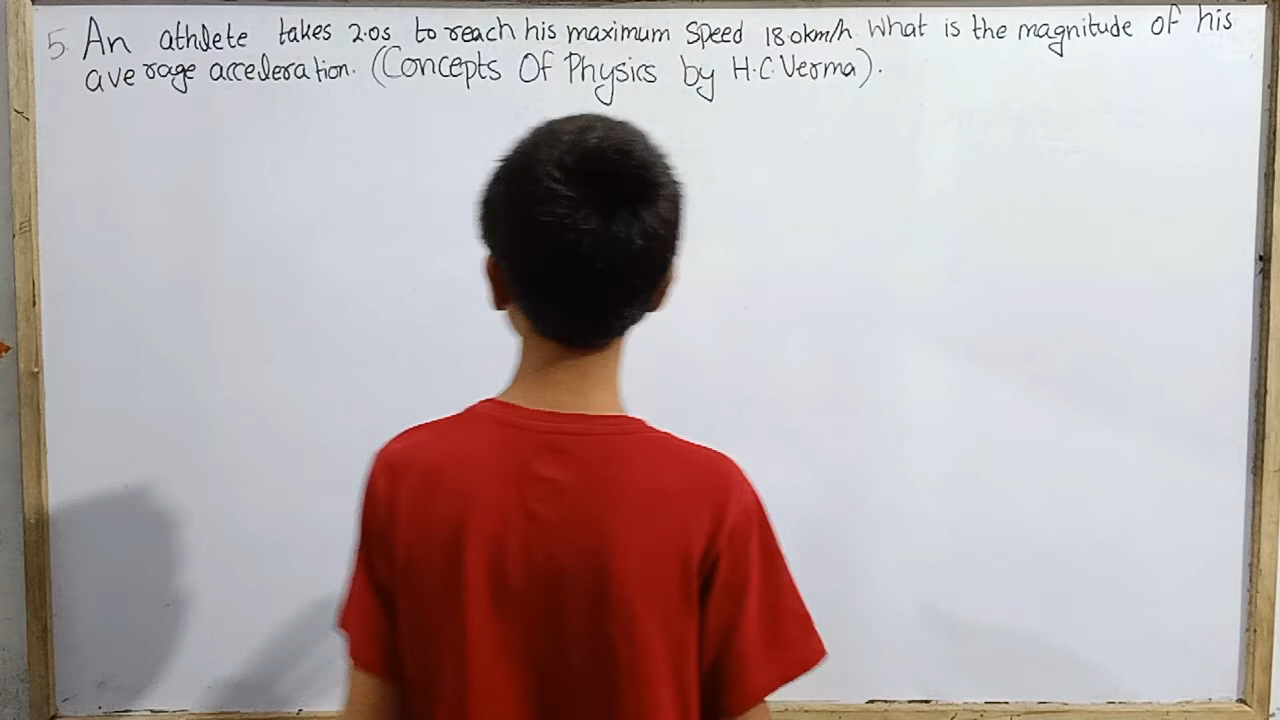 5. An athlete takes 2.0s to reach his maximum speed 18.0km/h What is the magnitude of his
average acceleration. (Concepts Of Physics by H.C.Verma).